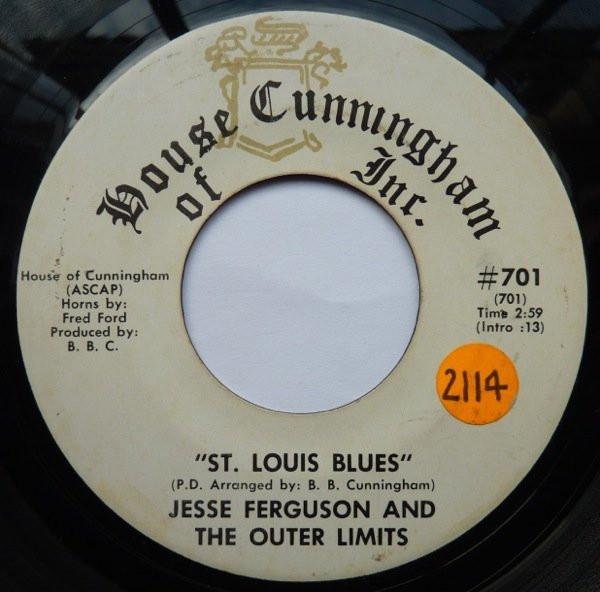 House of Cunningham Inc.
House of Cunningham
(ASCAP)
Horns by:
Fred Ford
Produced by:
B. B. C.
#701
(701)
Time 2:59
(Intro :13)
2114
"ST. LOUIS BLUES"
(P.D. Arranged by: B. B. Cunningham)
JESSE FERGUSON AND
THE OUTER LIMITS